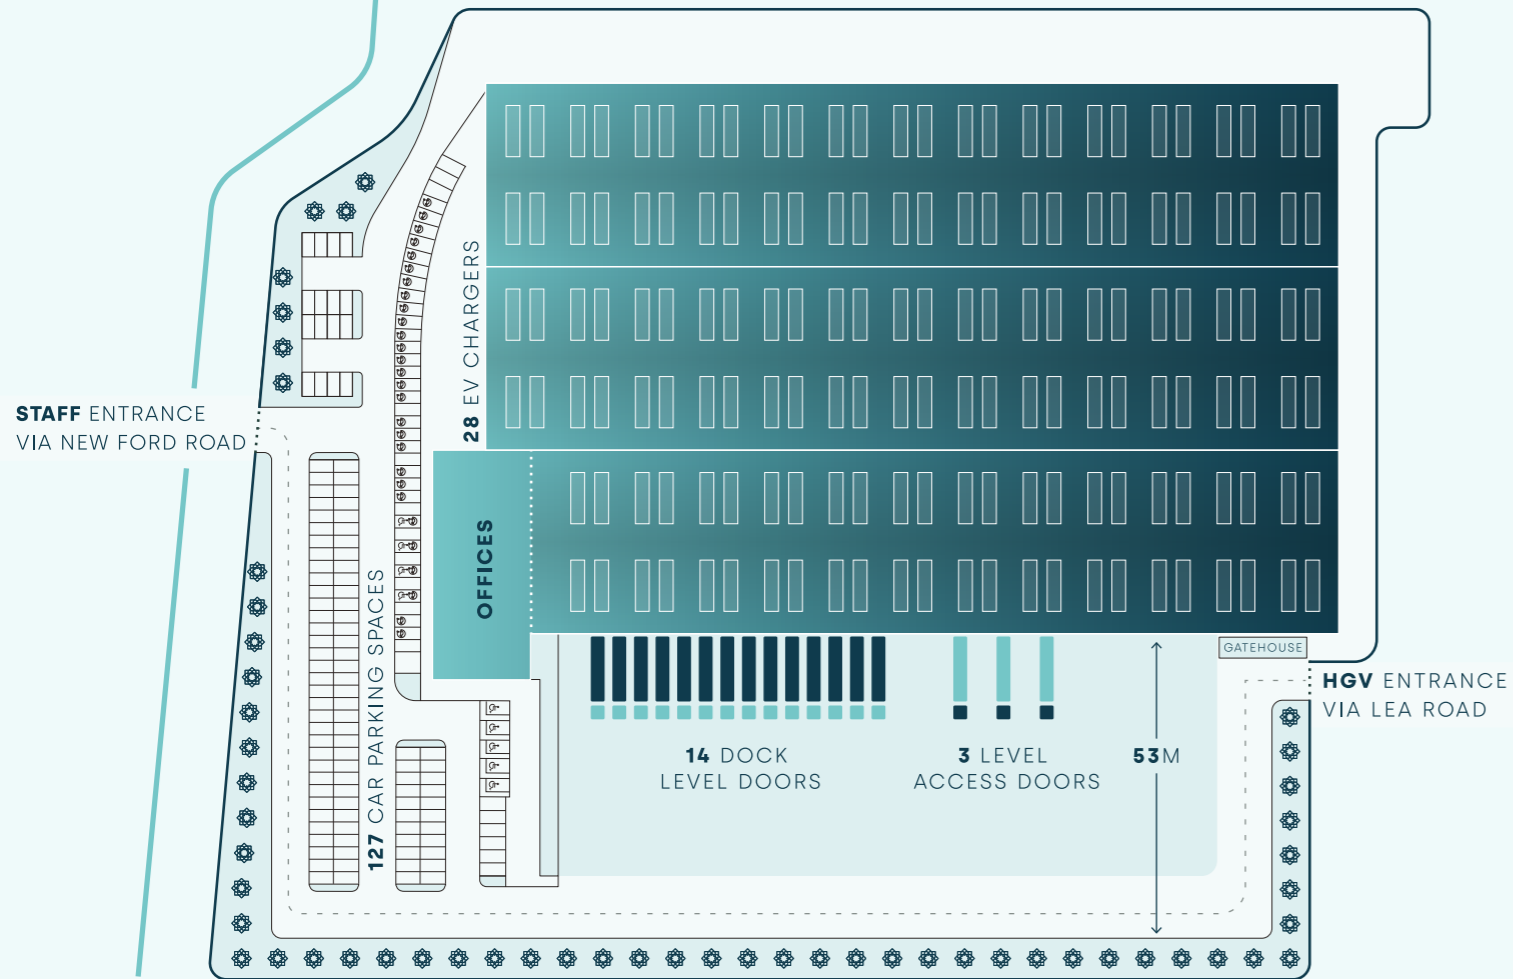 28 EV CHARGERS
STAFF ENTRANCE
VIA NEW FORD ROAD
OFFICES
127 CAR PARKING SPACES
GATEHOUSE
HGV ENTRANCE
VIA LEA ROAD
14 DOCK
LEVEL DOORS
3 LEVEL
ACCESS DOORS
53M